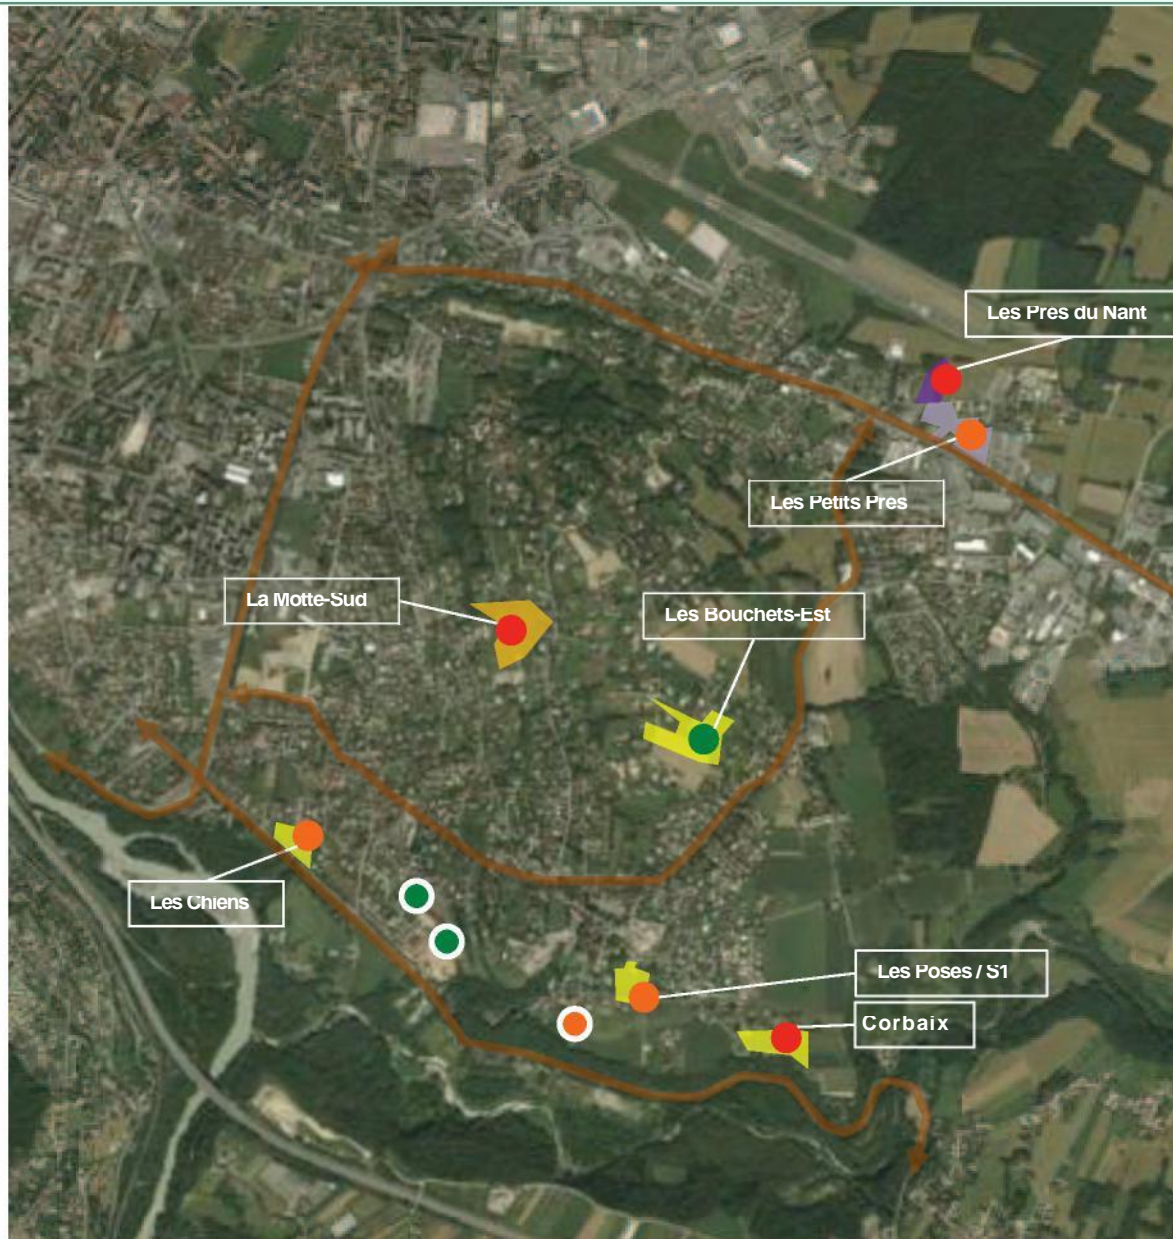 Les Pres du Nant
Les Petits Pres
La Motte-Sud
Les Bouchets-Est
Les Chiens
Les Poses / S1
Corbaix